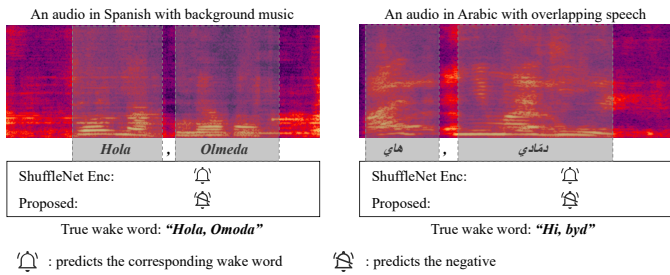 An audio in Spanish with background music
Hola , Olmeda
ShuffleNet Enc:
Proposed:
True wake word: “Hola, Omoda”
An audio in Arabic with overlapping speech
هاي , دمّادي
ShuffleNet Enc:
Proposed:
True wake word: “Hi, byd”
: predicts the corresponding wake word
: predicts the negative